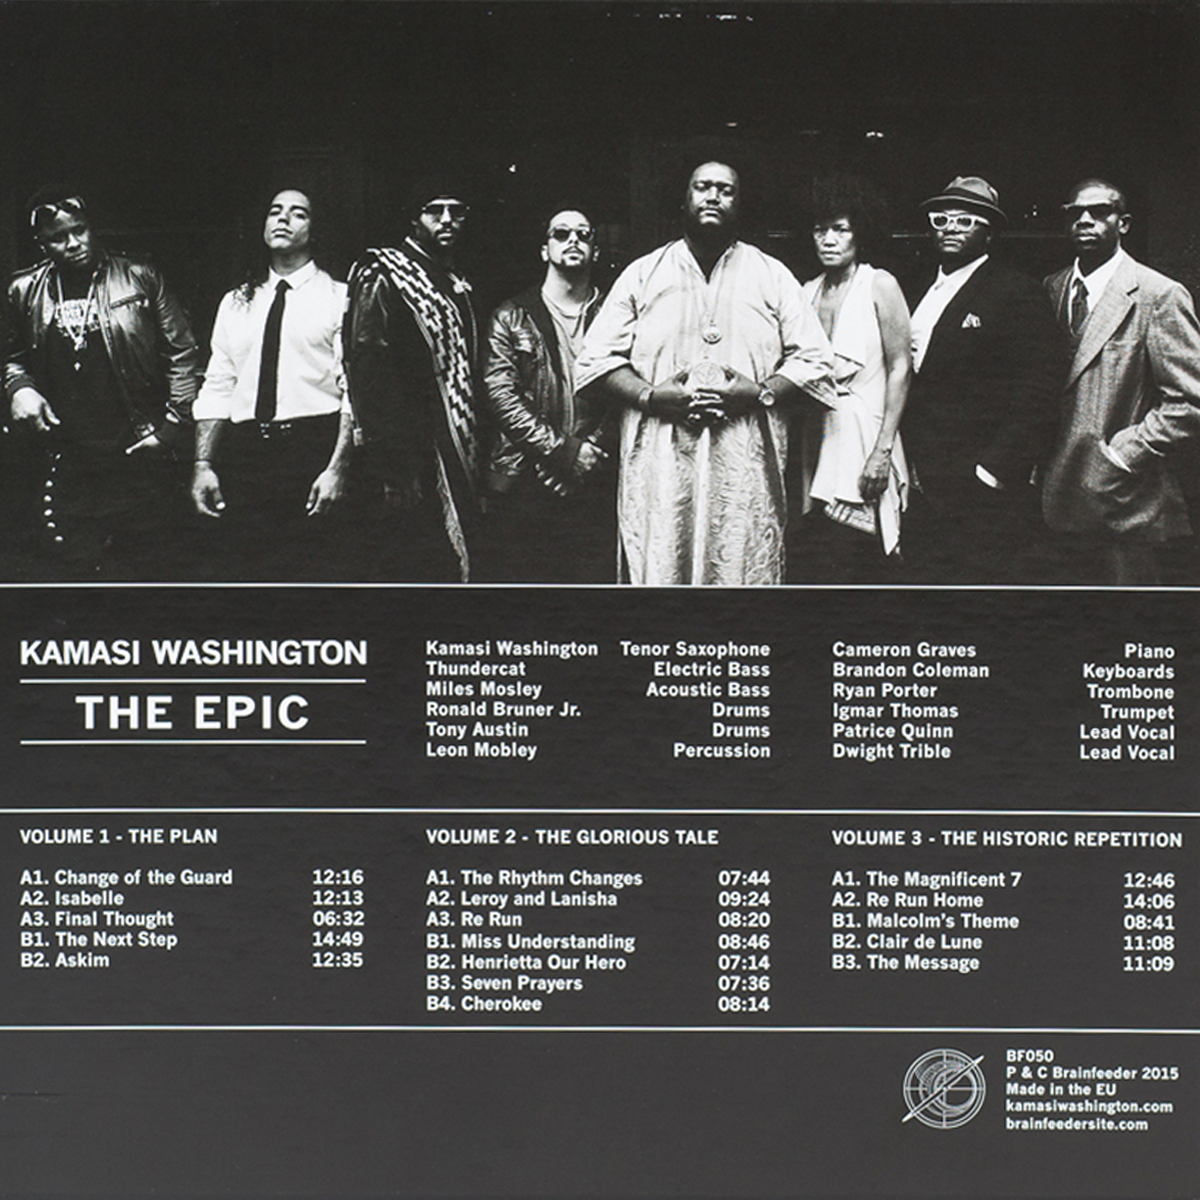 KAMASI WASHINGTON
THE EPIC
Kamasi Washington Tenor Saxophone
Thundercat Electric Bass
Miles Mosley Acoustic Bass
Ronald Bruner Jr. Drums
Tony Austin Drums
Leon Mobley Percussion
Cameron Graves Piano
Brandon Coleman Keyboards
Ryan Porter Trombone
Igmar Thomas Trumpet
Patrice Quinn Lead Vocal
Dwight Trible Lead Vocal
VOLUME 1 - THE PLAN
A1. Change of the Guard 12:16
A2. Isabelle 12:13
A3. Final Thought 06:32
B1. The Next Step 14:49
B2. Askim 12:35
VOLUME 2 - THE GLORIOUS TALE
A1. The Rhythm Changes 07:44
A2. Leroy and Lanisha 09:24
A3. Re Run 08:20
B1. Miss Understanding 08:46
B2. Henrietta Our Hero 07:14
B3. Seven Prayers 07:36
B4. Cherokee 08:14
VOLUME 3 - THE HISTORIC REPETITION
A1. The Magnificent 7 12:46
A2. Re Run Home 14:06
B1. Malcolm's Theme 08:41
B2. Clair de Lune 11:08
B3. The Message 11:09
BF050
P & C Brainfeeder 2015
Made in the EU
kamasiwashington.com
brainfeedersite.com